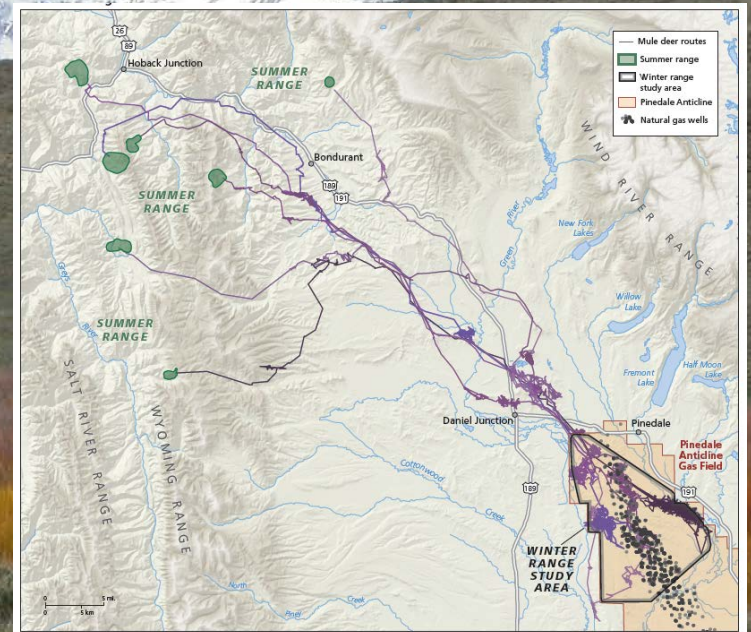 26
89
Hoback Junction
SUMMER
RANGE
Mule deer routes
Summer range
Winter range
study area
Pinedale Anticline
Natural gas wells
Bondurant
189
191
SUMMER
RANGE
WIND RIVER RANGE
New Fork
Lakes
Green
River
Greys
River
Willow
Lake
SUMMER
RANGE
Half Moon
Lake
Fremont
Lake
SALT RIVER RANGE
WYOMING RANGE
Daniel Junction
Pinedale
Pinedale
Anticline
Gas Field
Cottonwood
Creek
189
191
WINTER
RANGE
STUDY
AREA
North
Piney
Creek
0 5 mi.
0 5 km